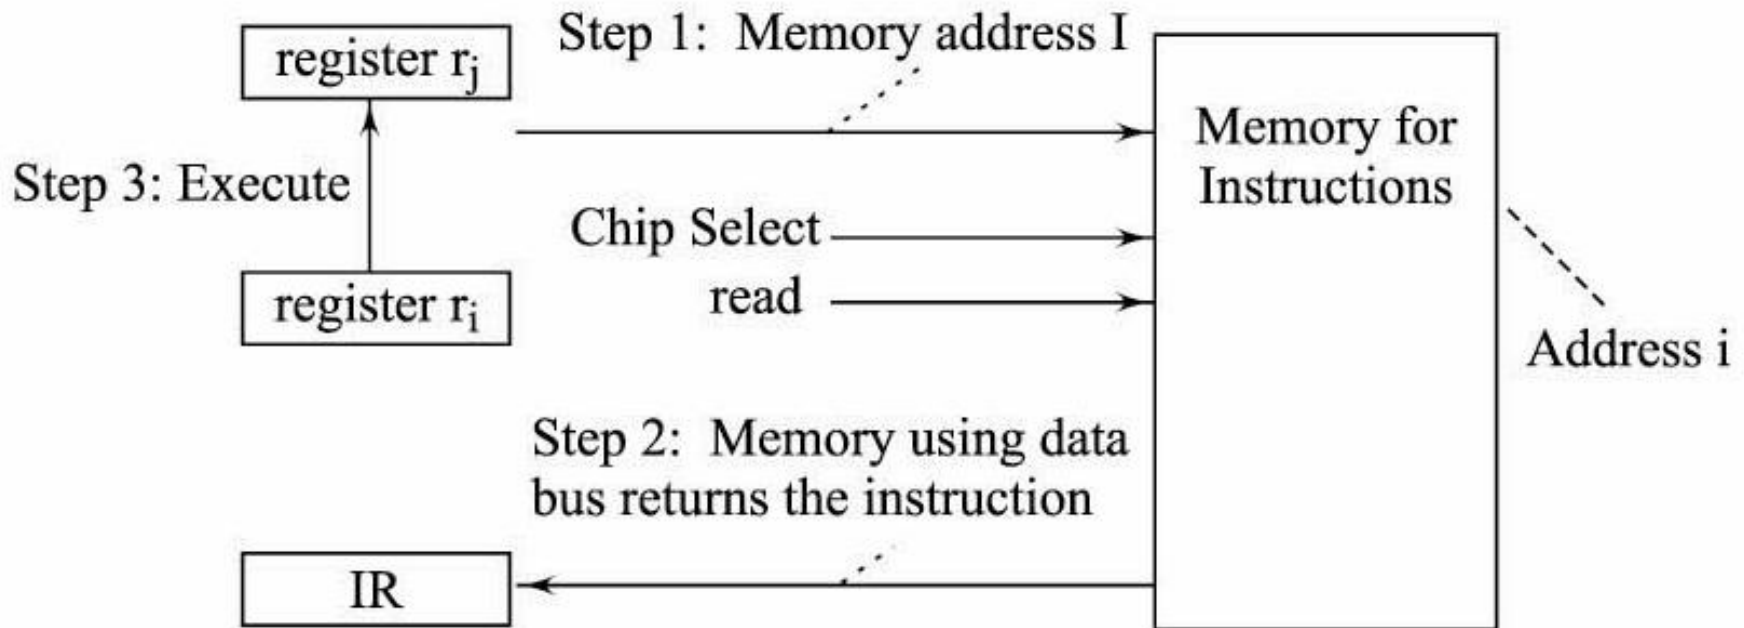 register rj
Step 1: Memory address I
Memory for
Instructions
Step 3: Execute
Chip Select
register ri
read
Address i
Step 2: Memory using data
bus returns the instruction
IR